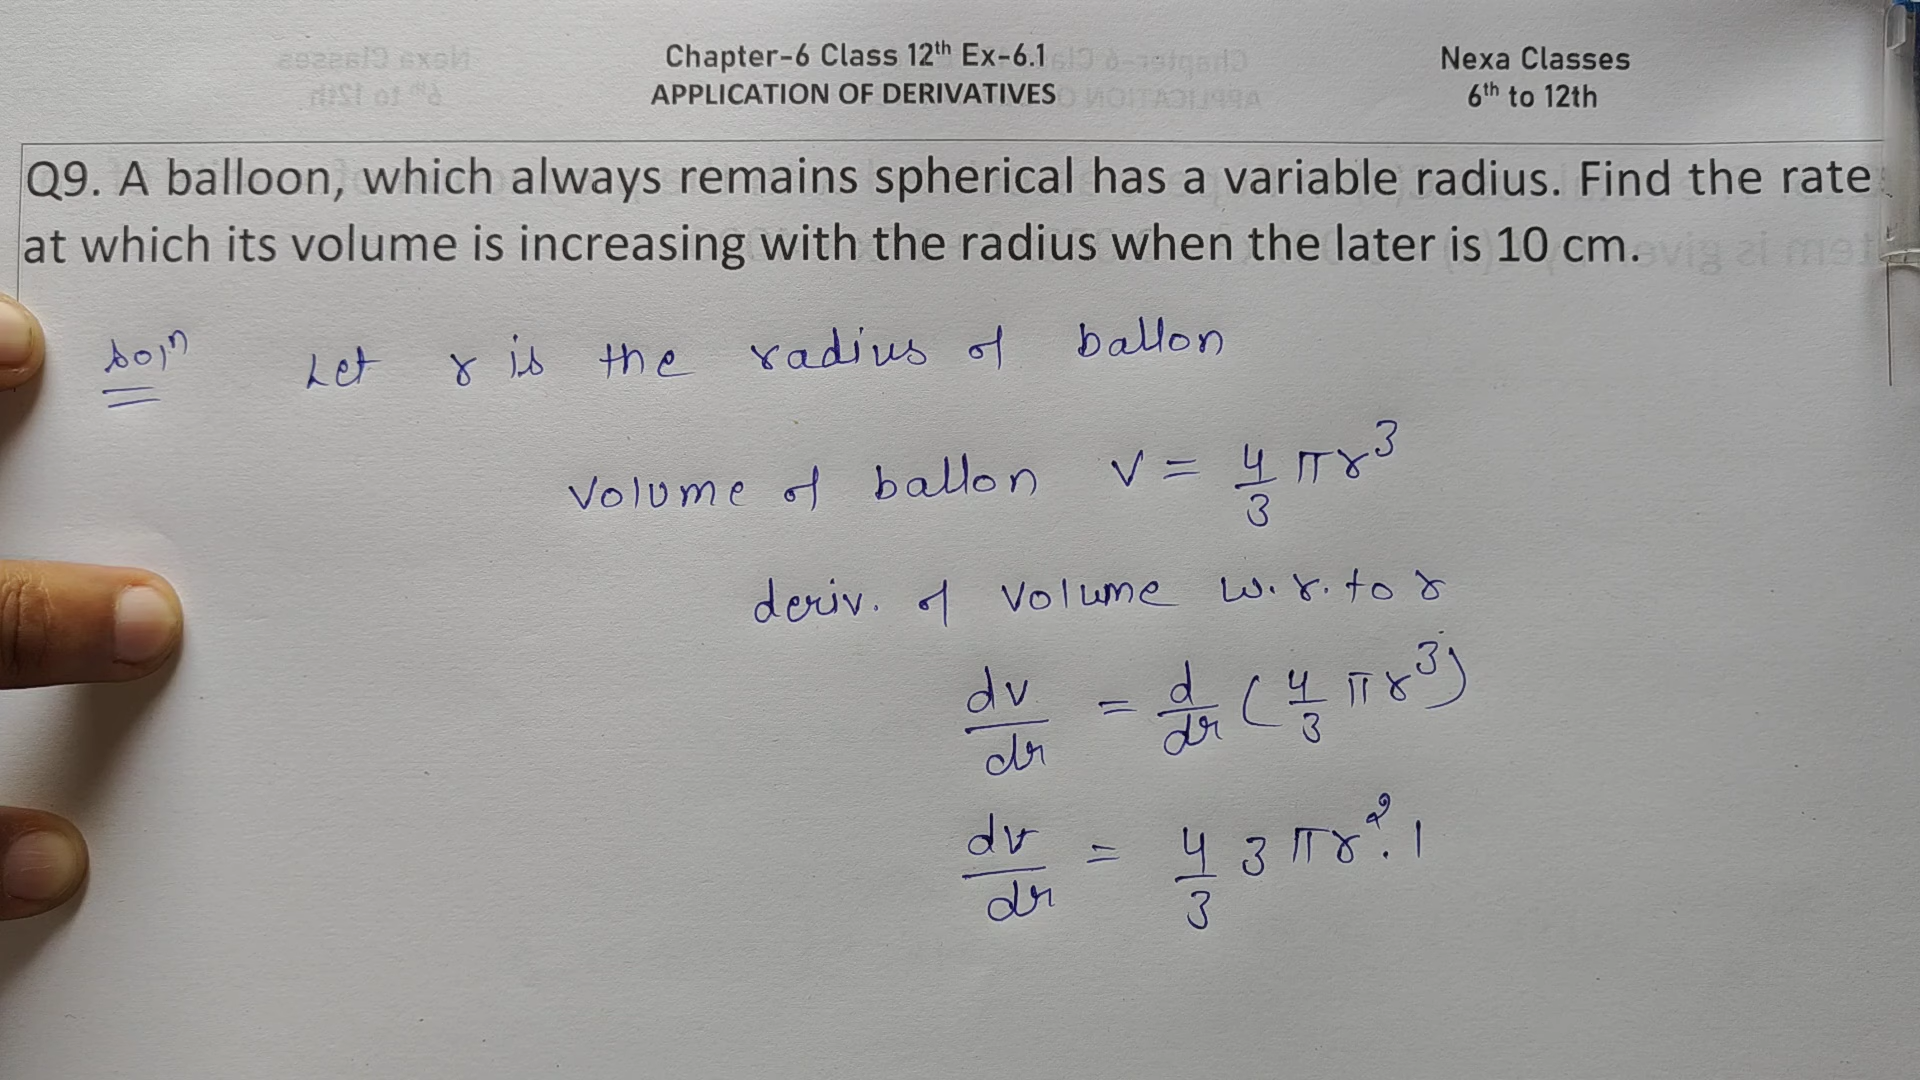 Chapter-6 Class 12th Ex-6.1
APPLICATION OF DERIVATIVES
Nexa Classes
6th to 12th
Q9. A balloon, which always remains spherical has a variable radius. Find the rate
at which its volume is increasing with the radius when the later is 10 cm.
Solⁿ Let r is the radius of ballon
Volume of ballon V = 4/3 πr³
deriv. of Volume w.r.to r
dv/dr = d/dr (4/3 πr³)
dv/dr = 4/3 3 πr².1